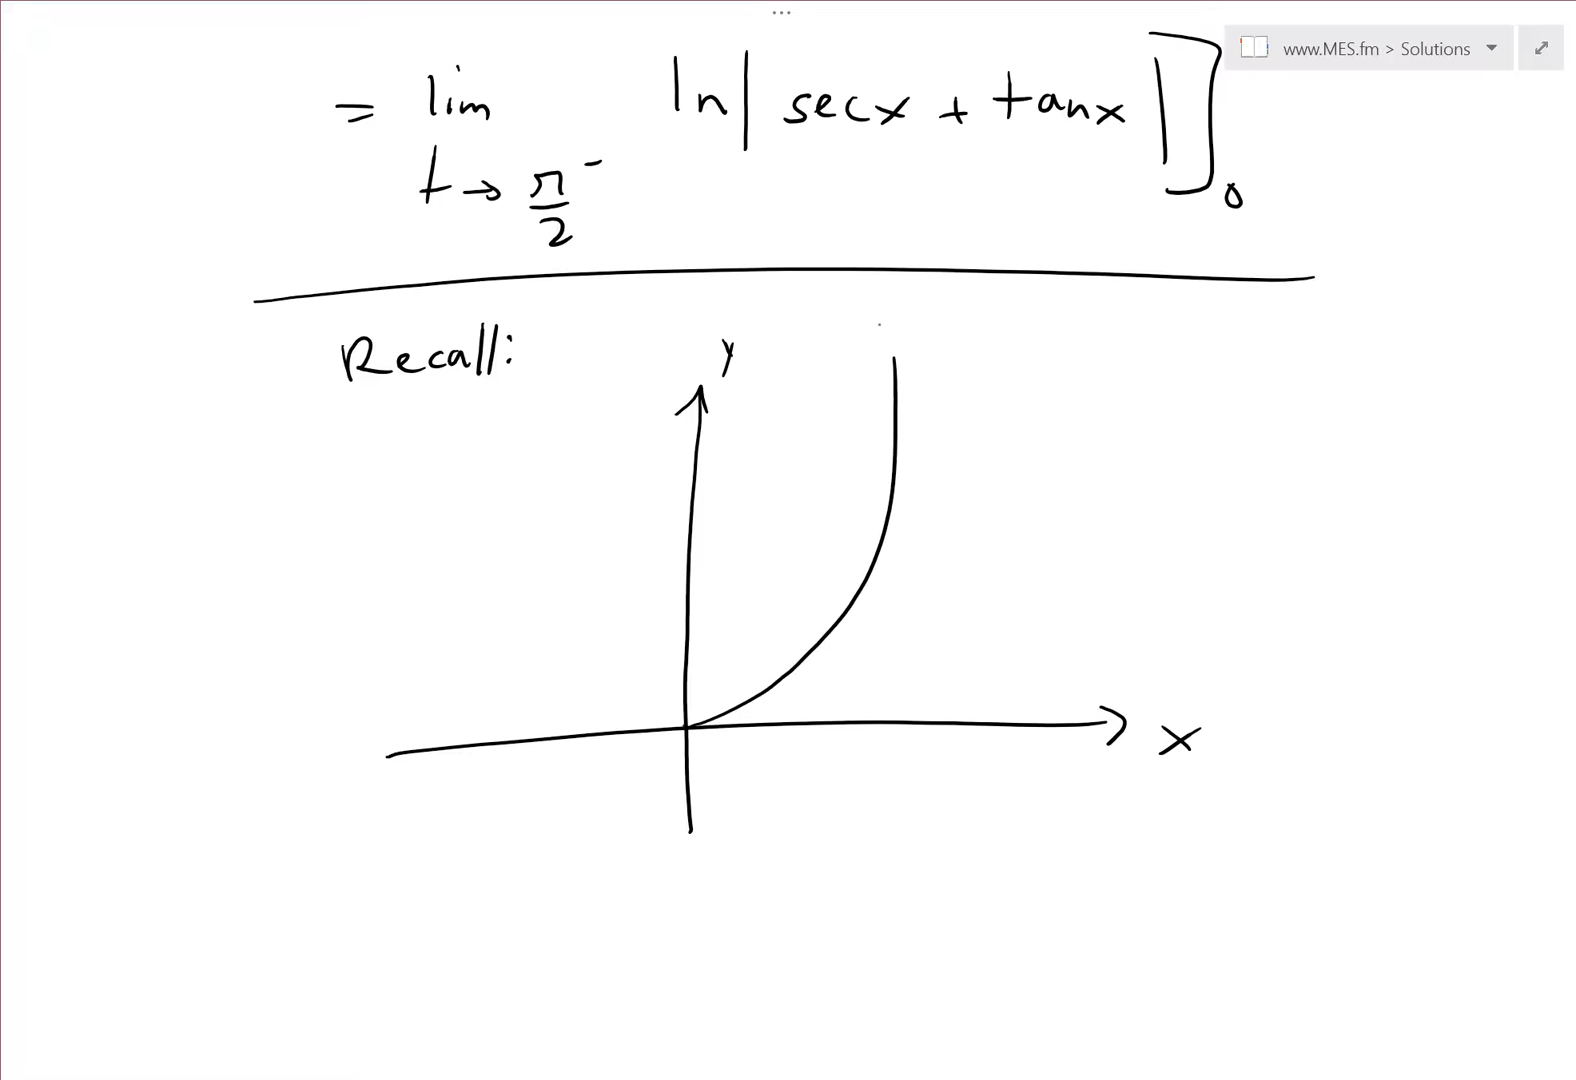 www.MES.fm > Solutions
= lim ln| secx + tanx |]₀
t → π/2⁻
Recall:
y
x